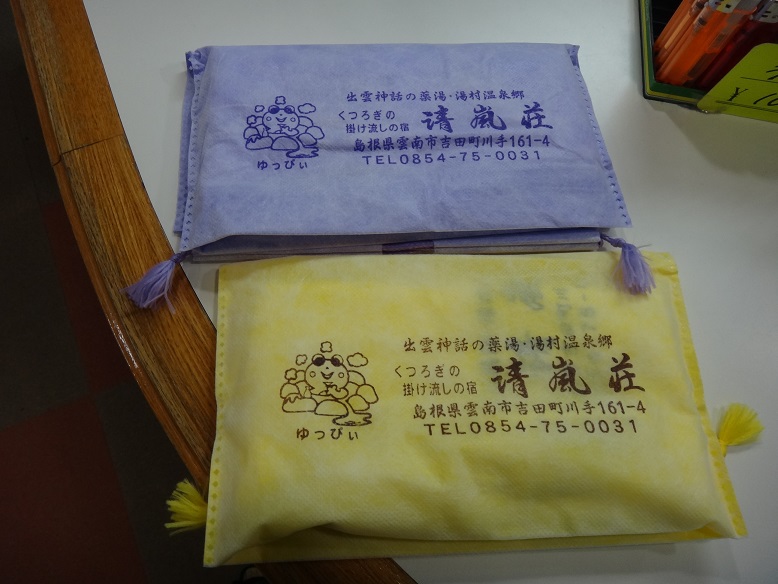 出雲神話の薬湯・湯村温泉郷
くつろぎの
掛け流しの宿
清嵐荘
島根県雲南市吉田町川手161-4
TEL0854-75-0031
ゆっぴぃ
出雲神話の薬湯・湯村温泉郷
くつろぎの
掛け流しの宿
清嵐荘
島根県雲南市吉田町川手161-4
TEL0854-75-0031
ゆっぴぃ